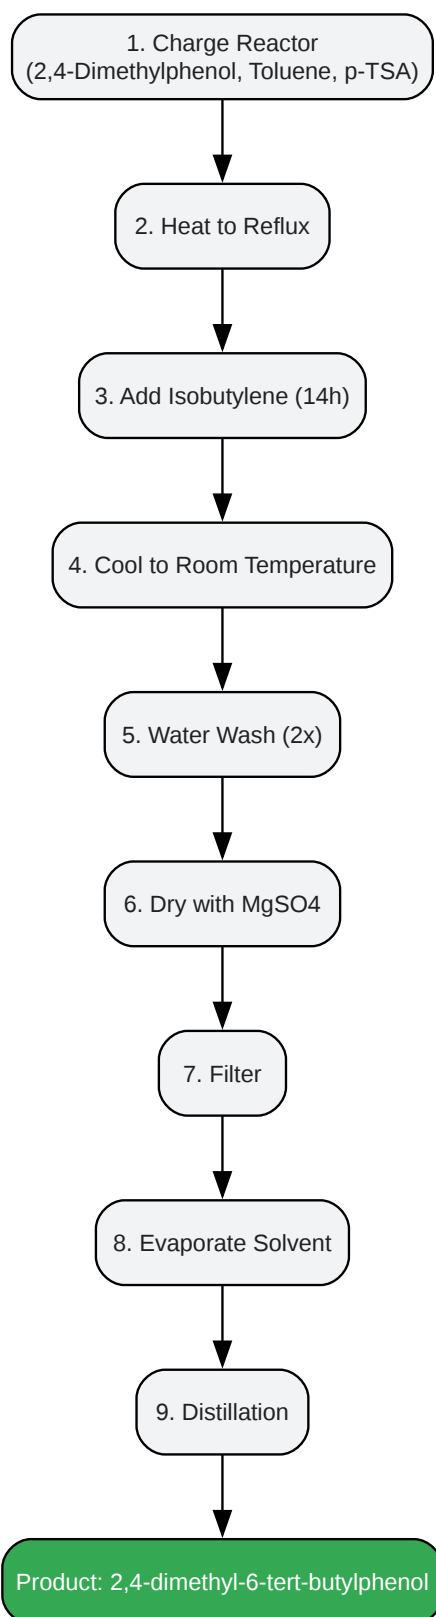 1. Charge Reactor
(2,4-Dimethylphenol, Toluene, p-TSA)
2. Heat to Reflux
3. Add Isobutylene (14h)
4. Cool to Room Temperature
5. Water Wash (2x)
6. Dry with MgSO4
7. Filter
8. Evaporate Solvent
9. Distillation
Product: 2,4-dimethyl-6-tert-butylphenol